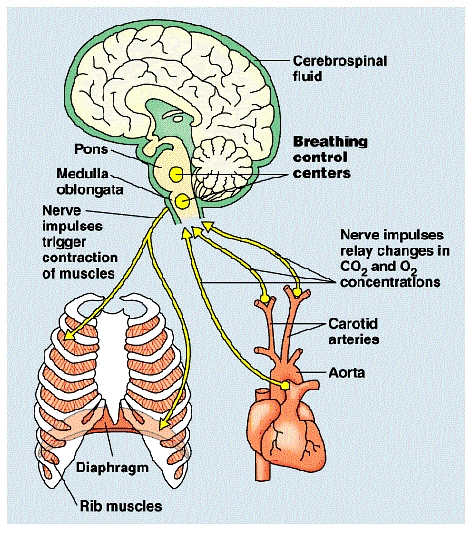 Cerebrospinal
fluid
Pons
Breathing
control
centers
Medulla
oblongata
Nerve
impulses
trigger
contraction
of muscles
Nerve impulses
relay changes in
CO₂ and O₂
concentrations
Carotid
arteries
Aorta
Diaphragm
Rib muscles